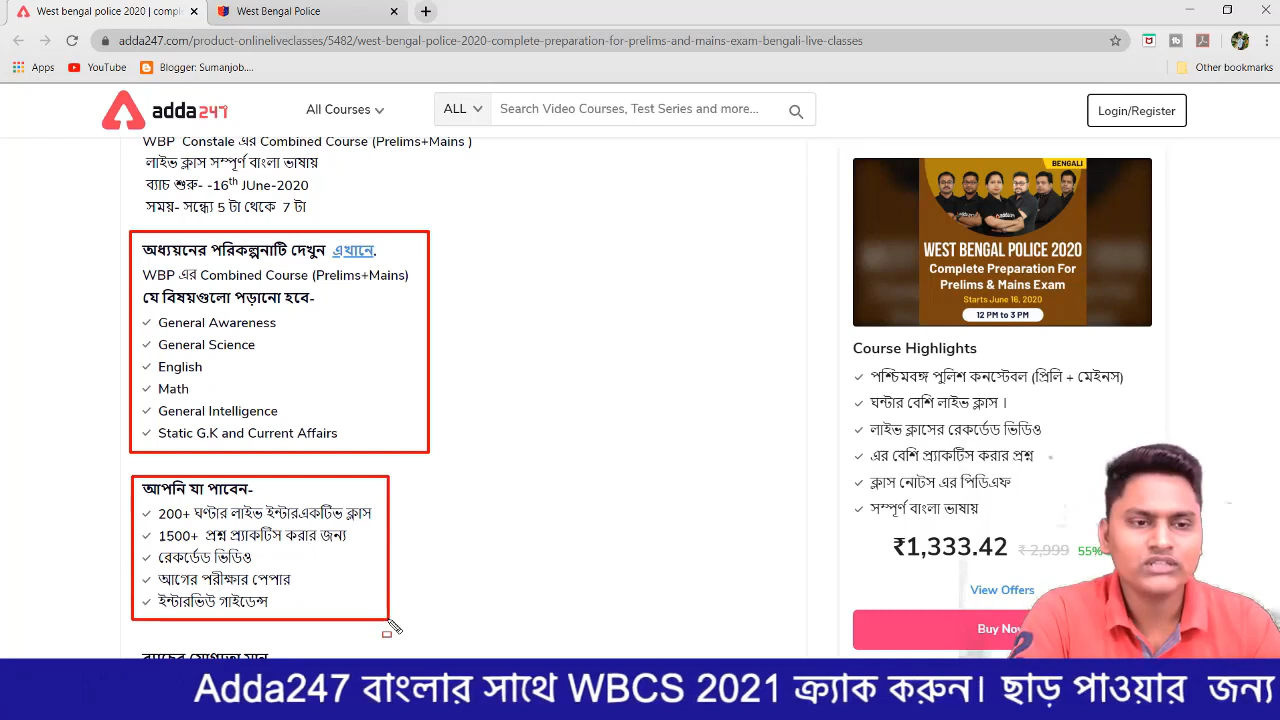 West bengal police 2020 | compl
West Bengal Police
adda247.com/product-onlineliveclasses/5482/west-bengal-police-2020-complete-preparation-for-prelims-and-mains-exam-bengali-live-classes
Apps YouTube Blogger: Sumanjob.... Other bookmarks
adda247 All Courses ALL Search Video Courses, Test Series and more... Login/Register
WBP Constale এর Combined Course (Prelims+Mains )
লাইভ ক্লাস সম্পূর্ণ বাংলা ভাষায়
ব্যাচ শুরু- -16th JUne-2020
সময়- সন্ধ্যে 5 টা থেকে 7 টা
অধ্যয়নের পরিকল্পনাটি দেখুন এখানে.
WBP এর Combined Course (Prelims+Mains)
যে বিষয়গুলো পড়ানো হবে-
General Awareness
General Science
English
Math
General Intelligence
Static G.K and Current Affairs
আপনি যা পাবেন-
200+ ঘণ্টার লাইভ ইন্টারএকটিভ ক্লাস
1500+ প্রশ্ন প্র্যাকটিস করার জন্য
রেকর্ডেড ভিডিও
আগের পরীক্ষার পেপার
ইন্টারভিউ গাইডেন্স
BENGALI
WEST BENGAL POLICE 2020
Complete Preparation For
Prelims & Mains Exam
Starts June 16, 2020
12 PM to 3 PM
Course Highlights
পশ্চিমবঙ্গ পুলিশ কনস্টেবল (প্রিলি + মেইনস)
ঘন্টার বেশি লাইভ ক্লাস ।
লাইভ ক্লাসের রেকর্ডেড ভিডিও
এর বেশি প্র্যাকটিস করার প্রশ্ন
ক্লাস নোটস এর পিডিএফ
সম্পূর্ণ বাংলা ভাষায়
₹1,333.42 ₹ 2,999 55%
View Offers
Buy Now
Adda247 বাংলার সাথে WBCS 2021 ক্র্যাক করুন। ছাড় পাওয়ার জন্য